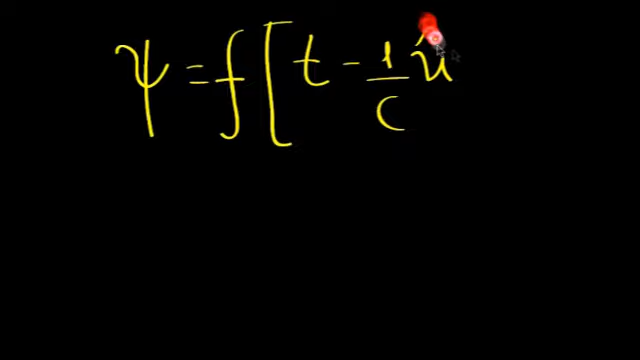 ψ = f [ t - 1/c û